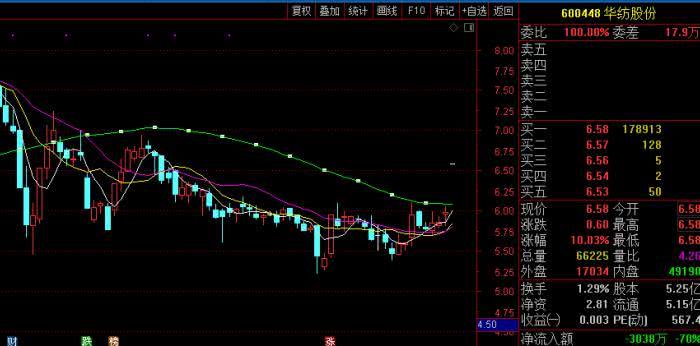 复权 叠加 统计 画线 F10 标记 +自选 返回
600448 华纺股份
委比 100.00% 委差 17.9万
卖五
卖四
卖三
卖二
卖一
买一 6.58 178913
买二 6.57 128
买三 6.56 5
买四 6.55 2
买五 6.53 50
现价 6.58 今开 6.58
涨跌 0.60 最高 6.58
涨幅 10.03% 最低 6.58
总量 66225 量比 4.26
外盘 17034 内盘 49190
换手 1.29% 股本 5.25亿
净资 2.81 流通 5.15亿
收益㈠ 0.003 PE(动) 567.4
净流入额 -3038万 -70%
8.00
7.75
7.50
7.25
7.00
6.75
6.50
6.25
6.00
5.75
5.50
5.25
5.00
4.75
4.50
财 跌 榜 涨